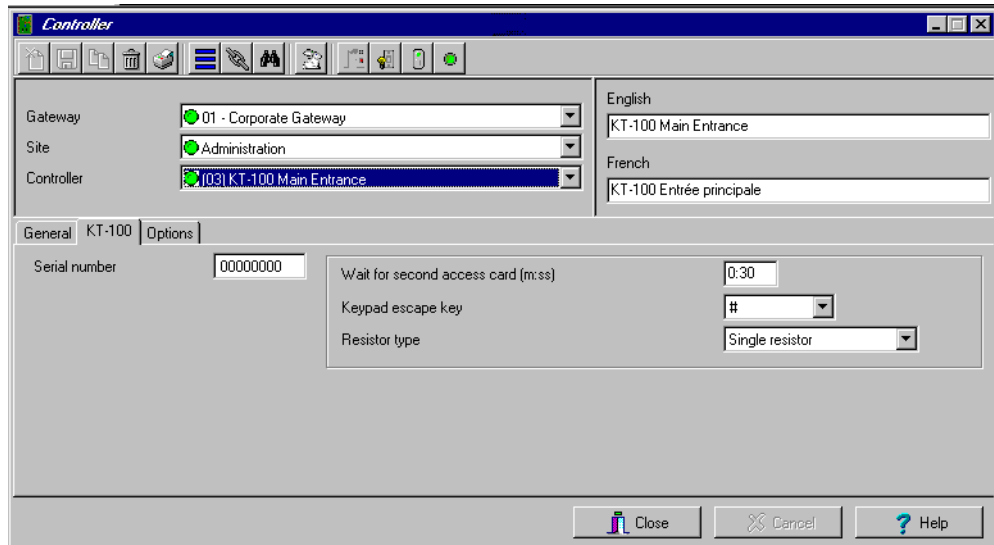 Controller
Gateway
01 - Corporate Gateway
Site
Administration
Controller
(03) KT-100 Main Entrance
English
KT-100 Main Entrance
French
KT-100 Entrée principale
General KT-100 Options
Serial number 00000000
Wait for second access card (m:ss) 0:30
Keypad escape key #
Resistor type Single resistor
Close Cancel Help